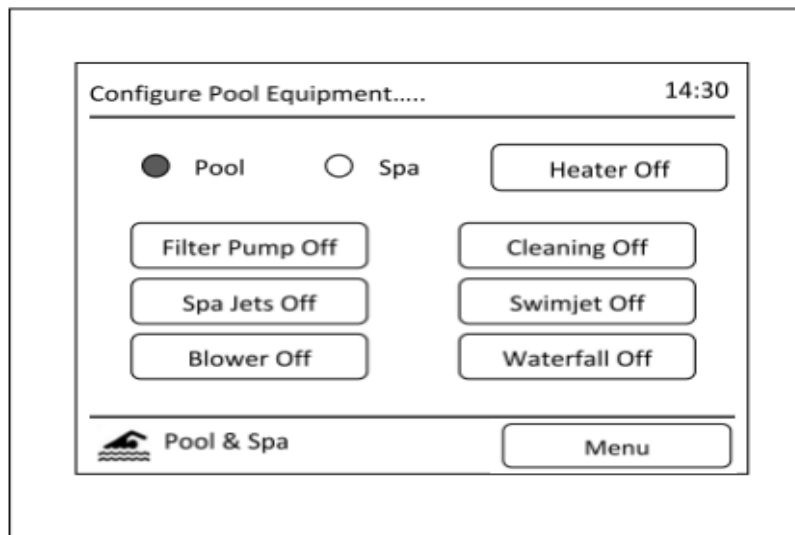 Configure Pool Equipment..... 14:30
Pool Spa Heater Off
Filter Pump Off Cleaning Off
Spa Jets Off Swimjet Off
Blower Off Waterfall Off
Pool & Spa Menu